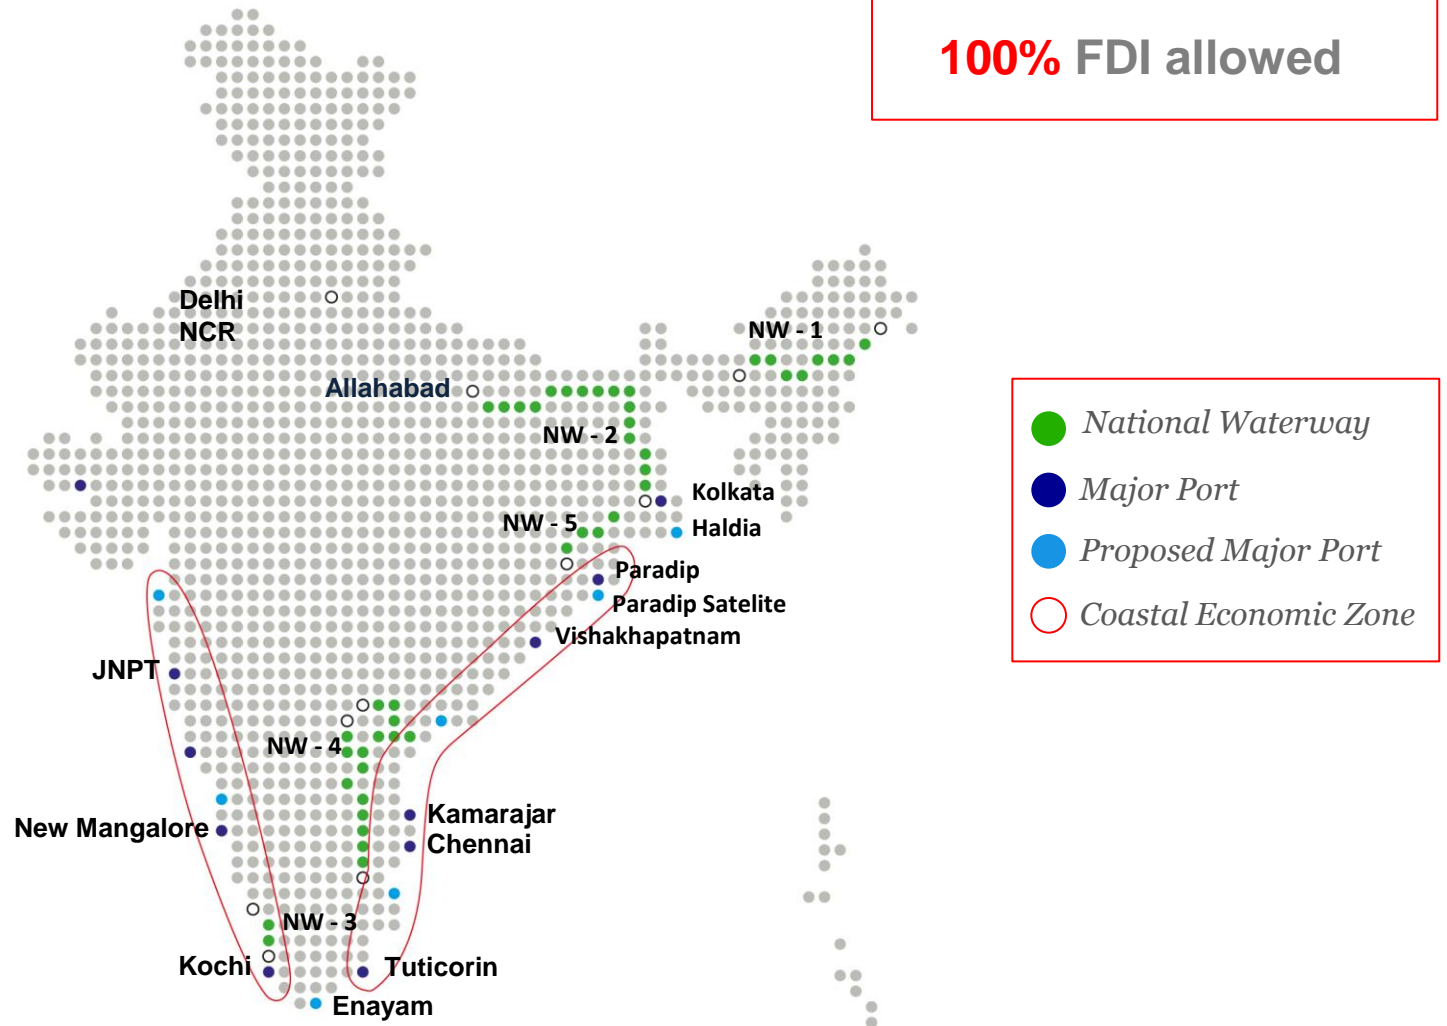 100% FDI allowed
Delhi
NCR
NW - 1
Allahabad
NW - 2
Kolkata
NW - 5
Haldia
Paradip
Paradip Satelite
Vishakhapatnam
JNPT
NW - 4
New Mangalore
Kamarajar
Chennai
NW - 3
Kochi
Tuticorin
Enayam
National Waterway
Major Port
Proposed Major Port
Coastal Economic Zone